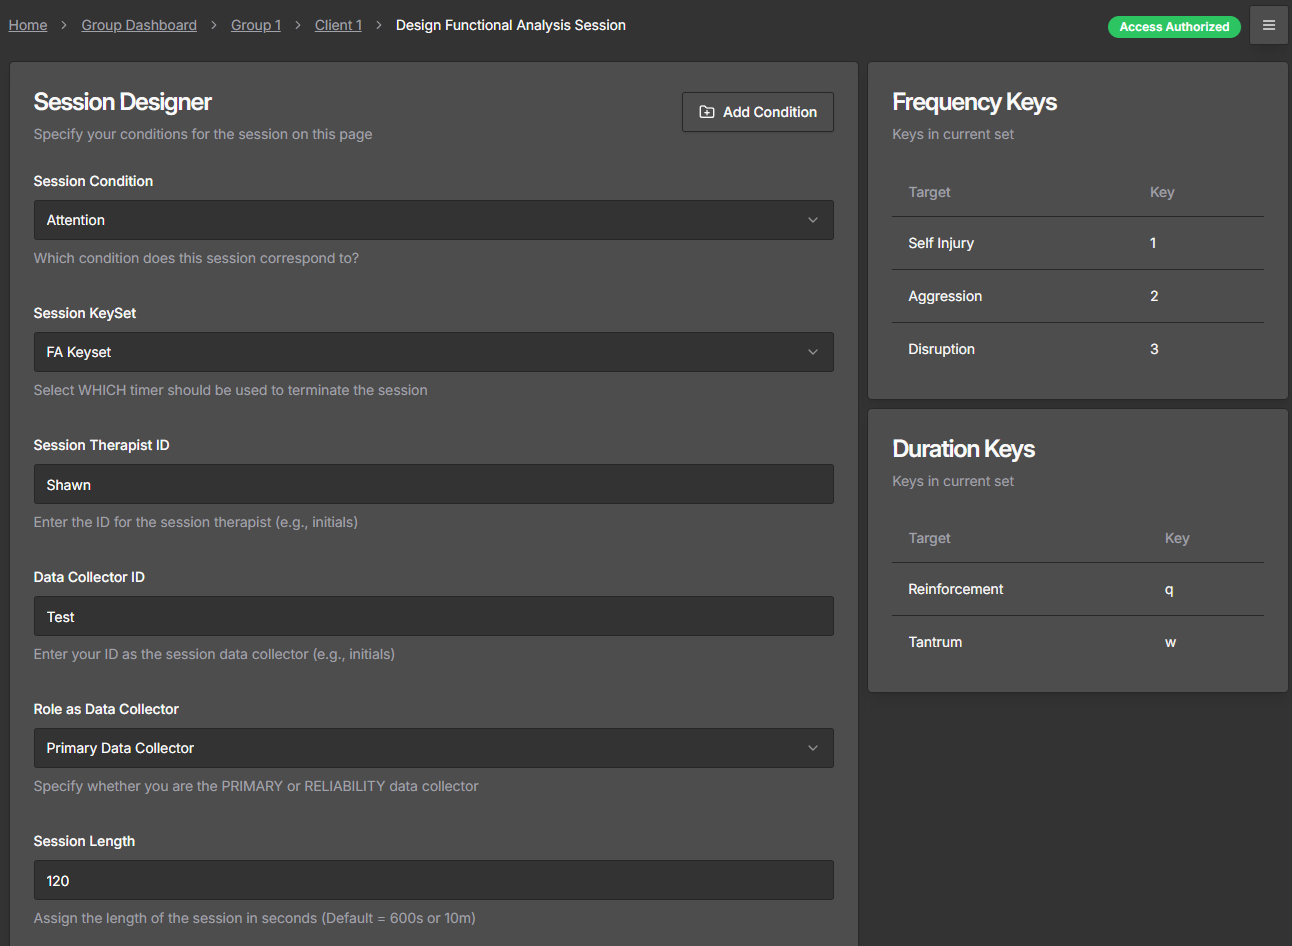 Home > Group Dashboard > Group 1 > Client 1 > Design Functional Analysis Session
Access Authorized
Session Designer
Specify your conditions for the session on this page
Add Condition
Session Condition
Attention
Which condition does this session correspond to?
Session KeySet
FA Keyset
Select WHICH timer should be used to terminate the session
Session Therapist ID
Shawn
Enter the ID for the session therapist (e.g., initials)
Data Collector ID
Test
Enter your ID as the session data collector (e.g., initials)
Role as Data Collector
Primary Data Collector
Specify whether you are the PRIMARY or RELIABILITY data collector
Session Length
120
Assign the length of the session in seconds (Default = 600s or 10m)
Frequency Keys
Keys in current set
Target Key
Self Injury 1
Aggression 2
Disruption 3
Duration Keys
Keys in current set
Target Key
Reinforcement q
Tantrum w